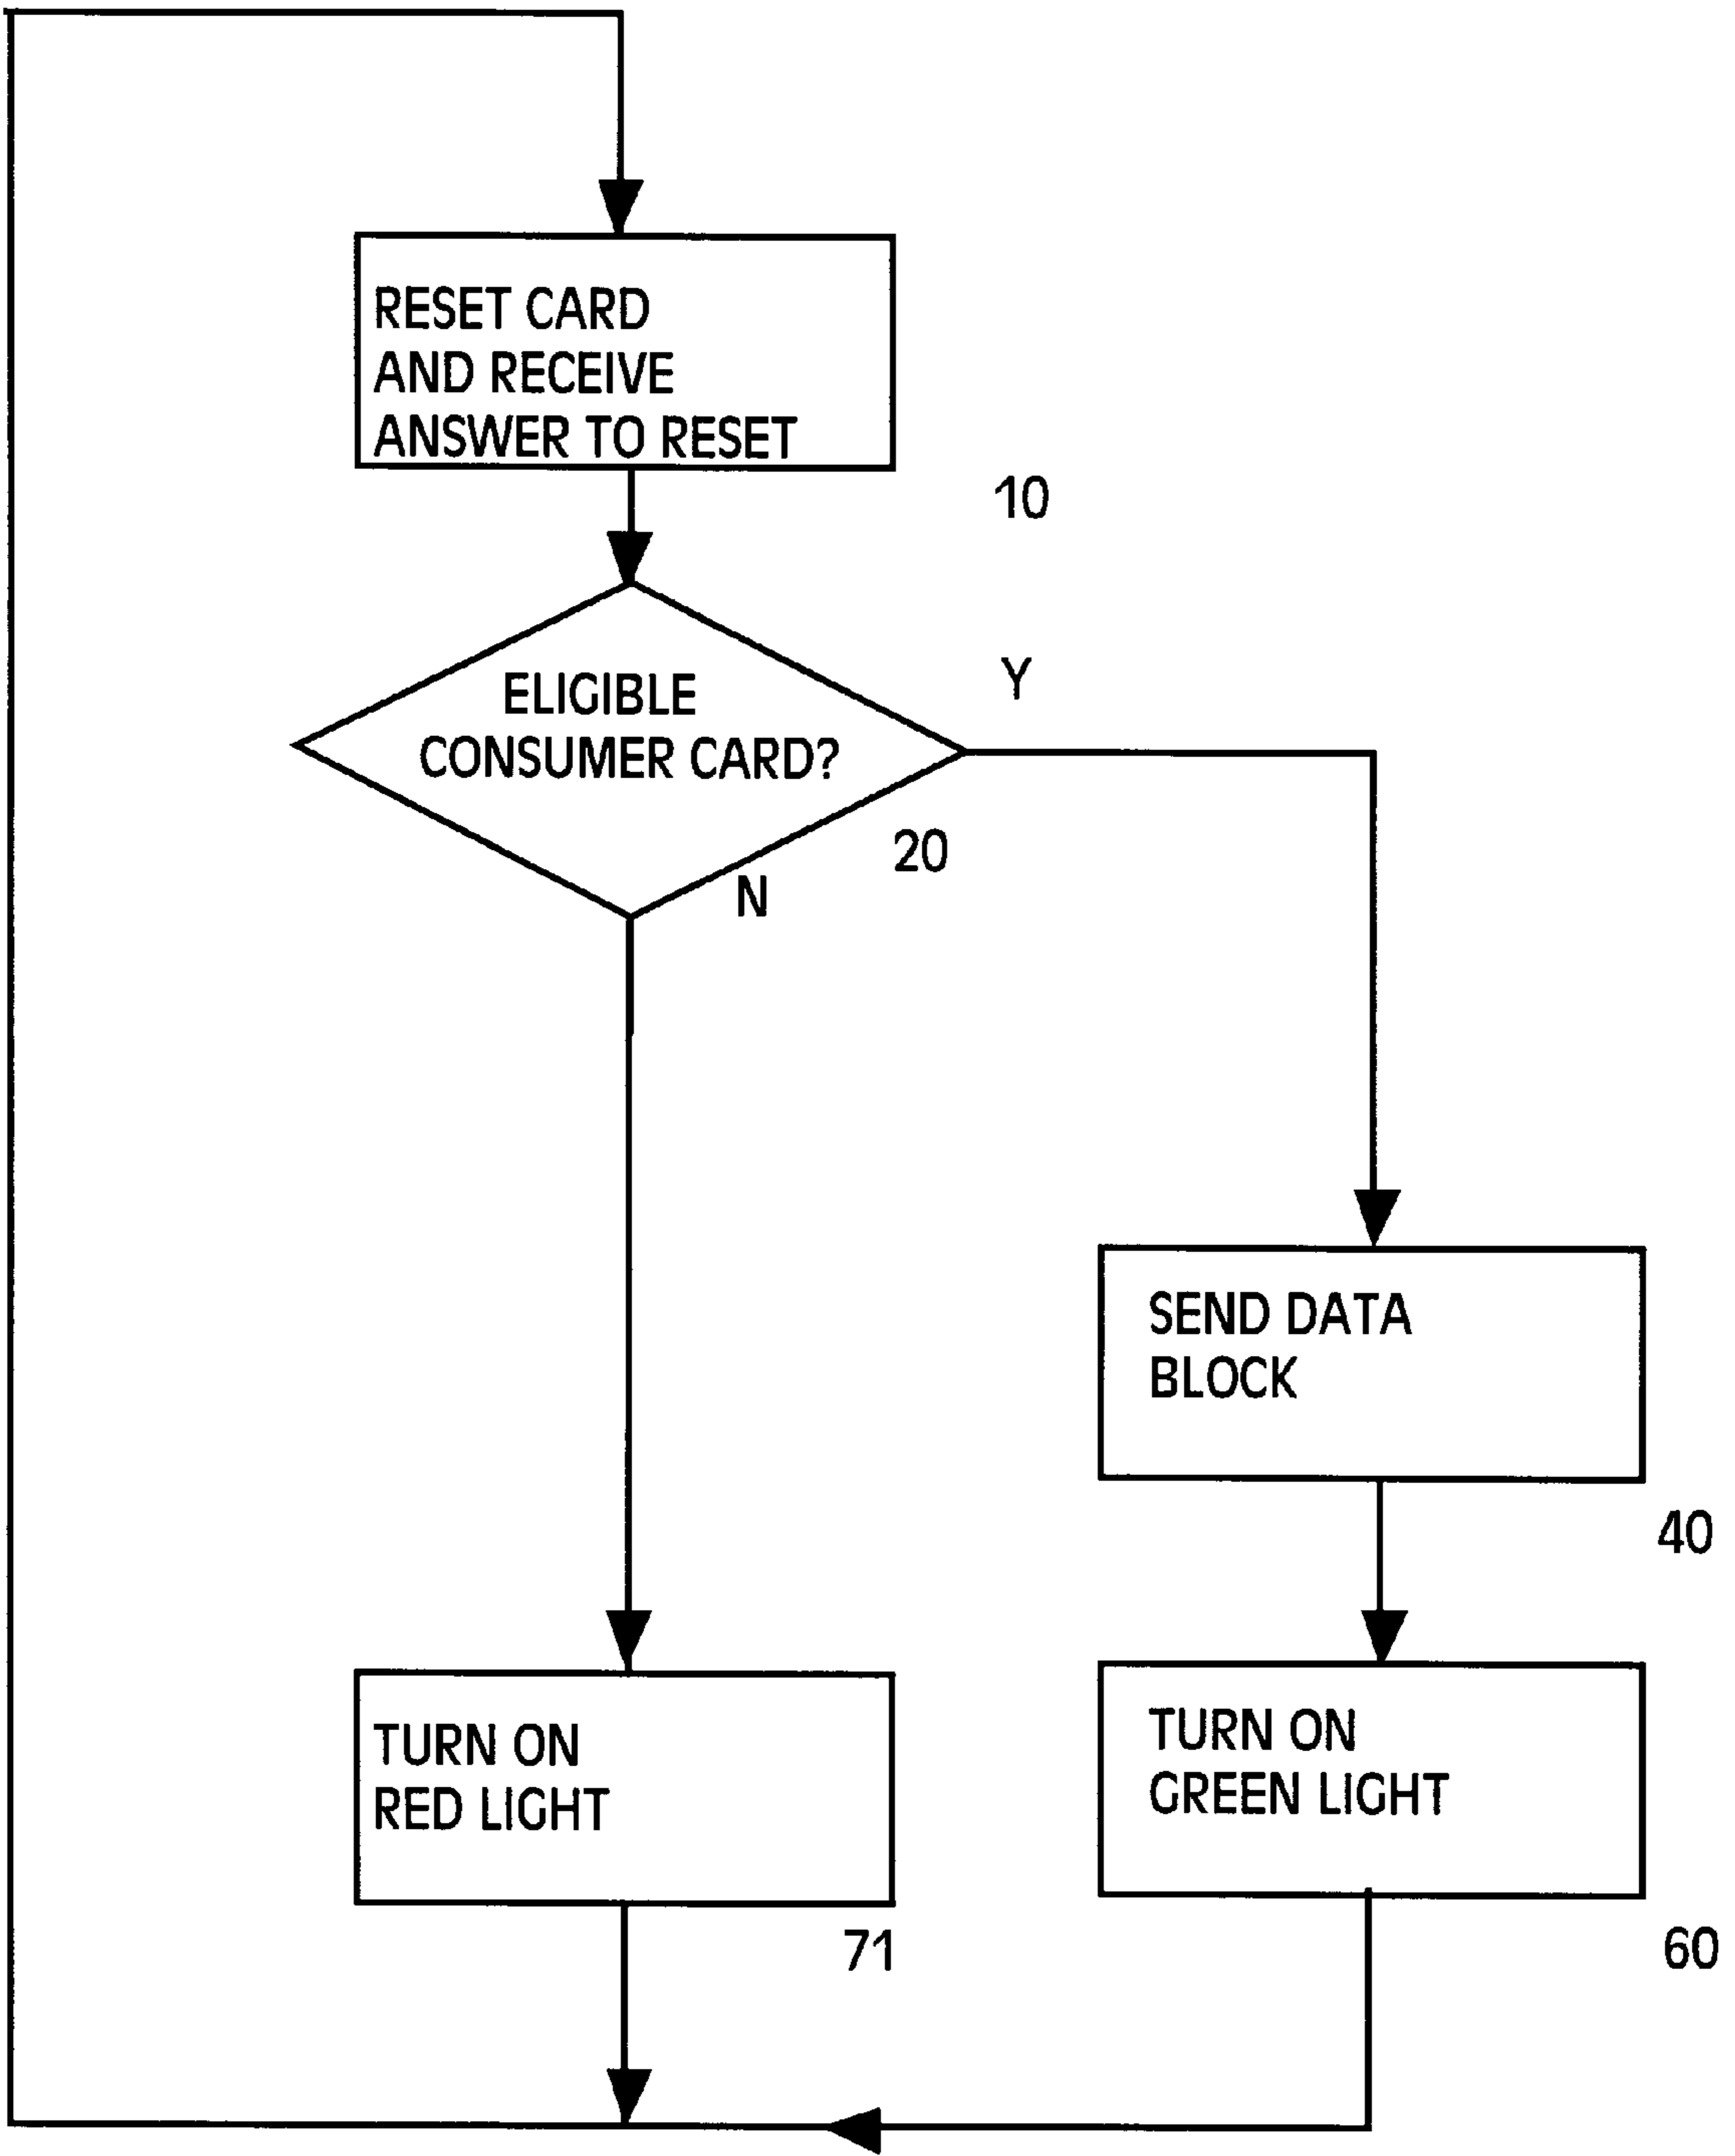 RESET CARD
AND RECEIVE
ANSWER TO RESET
10
ELIGIBLE
CONSUMER CARD?
Y
20
N
SEND DATA
BLOCK
40
TURN ON
RED LIGHT
71
TURN ON
GREEN LIGHT
60